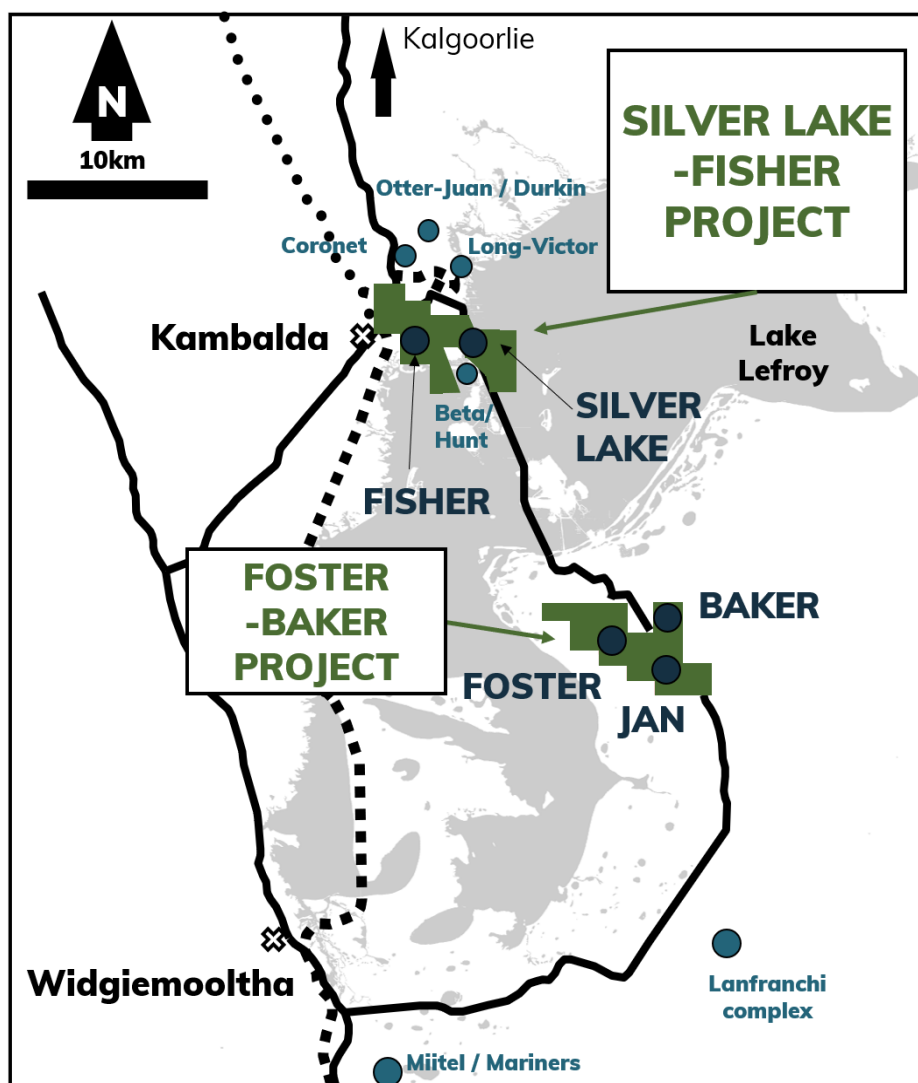 Kalgoorlie
N
10km
SILVER LAKE
-FISHER
PROJECT
Otter-Juan / Durkin
Coronet
Long-Victor
Kambalda
Lake
Lefroy
Beta/
Hunt
SILVER
LAKE
FISHER
FOSTER
-BAKER
PROJECT
BAKER
FOSTER
JAN
Widgiemooltha
Lanfranchi
complex
Miitel / Mariners